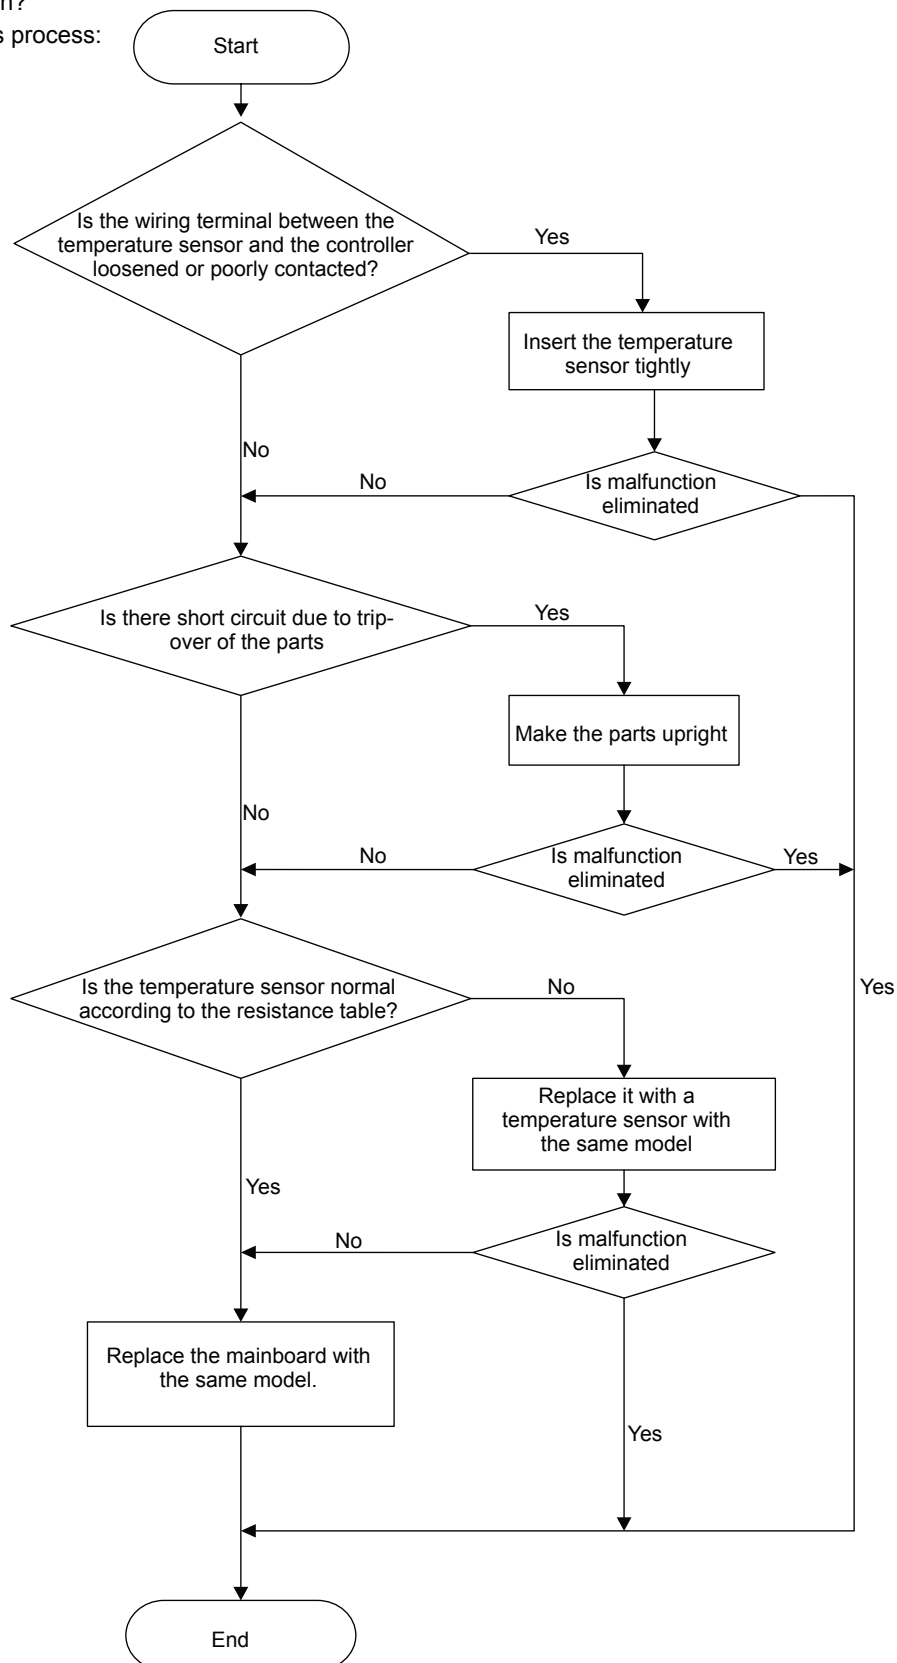 s process:
Start
Is the wiring terminal between the
temperature sensor and the controller
loosened or poorly contacted?
Yes
Insert the temperature
sensor tightly
No
No
Is malfunction
eliminated
Is there short circuit due to trip-
over of the parts
Yes
Make the parts upright
No
No
Is malfunction
eliminated
Yes
Is the temperature sensor normal
according to the resistance table?
No
Yes
Replace it with a
temperature sensor with
the same model
Yes
No
Is malfunction
eliminated
Replace the mainboard with
the same model.
Yes
End